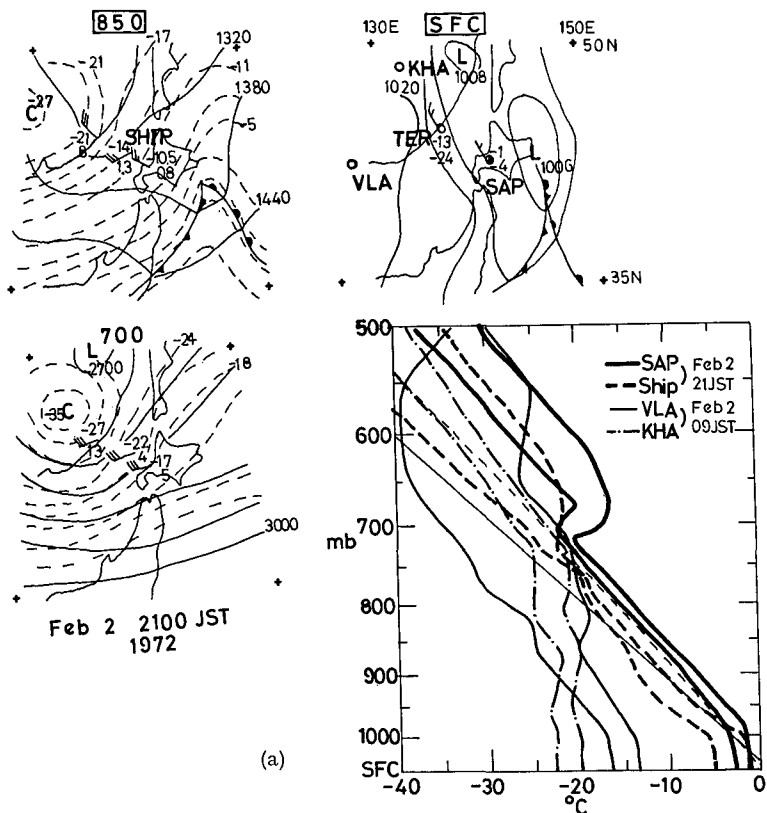 850
-17
1320
-21
-11
1380
-27
C
-5
SHIP
-21
8
-14
13
-10.5
08
1440
SFC
130E
150E
50N
KHA
L
1008
1020
TER
-13
-24
-1
-4
L
1006
VLA
SAP
35N
700
L
2700
-24
-18
-35
C
-27
13
-22
4
-17
5
3000
Feb 2 2100 JST
1972
(a)
500
600
mb
700
800
900
1000
SFC
-40
-30
-20
-10
0
°C
SAP ) Feb 2
Ship ) 21JST
VLA ) Feb 2
KHA ) 09JST